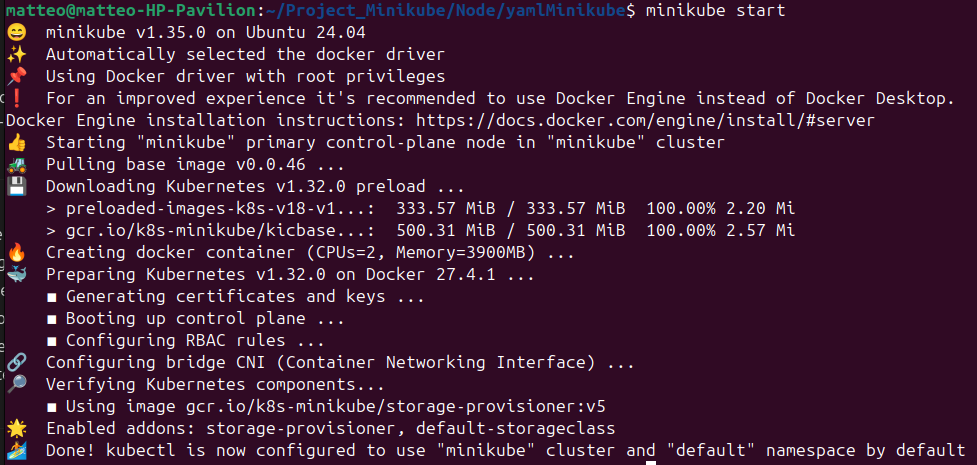 matteo@matteo-HP-Pavilion:~/Project_Minikube/Node/yamlMinikube$ minikube start
😄 minikube v1.35.0 on Ubuntu 24.04
✨ Automatically selected the docker driver
📌 Using Docker driver with root privileges
❗ For an improved experience it's recommended to use Docker Engine instead of Docker Desktop.
Docker Engine installation instructions: https://docs.docker.com/engine/install/#server
👍 Starting "minikube" primary control-plane node in "minikube" cluster
🚜 Pulling base image v0.0.46 ...
💾 Downloading Kubernetes v1.32.0 preload ...
> preloaded-images-k8s-v18-v1...: 333.57 MiB / 333.57 MiB 100.00% 2.20 Mi
> gcr.io/k8s-minikube/kicbase...: 500.31 MiB / 500.31 MiB 100.00% 2.57 Mi
🔥 Creating docker container (CPUs=2, Memory=3900MB) ...
🐳 Preparing Kubernetes v1.32.0 on Docker 27.4.1 ...
▪ Generating certificates and keys ...
▪ Booting up control plane ...
▪ Configuring RBAC rules ...
🔗 Configuring bridge CNI (Container Networking Interface) ...
🔎 Verifying Kubernetes components...
▪ Using image gcr.io/k8s-minikube/storage-provisioner:v5
🌟 Enabled addons: storage-provisioner, default-storageclass
🏄 Done! kubectl is now configured to use "minikube" cluster and "default" namespace by default